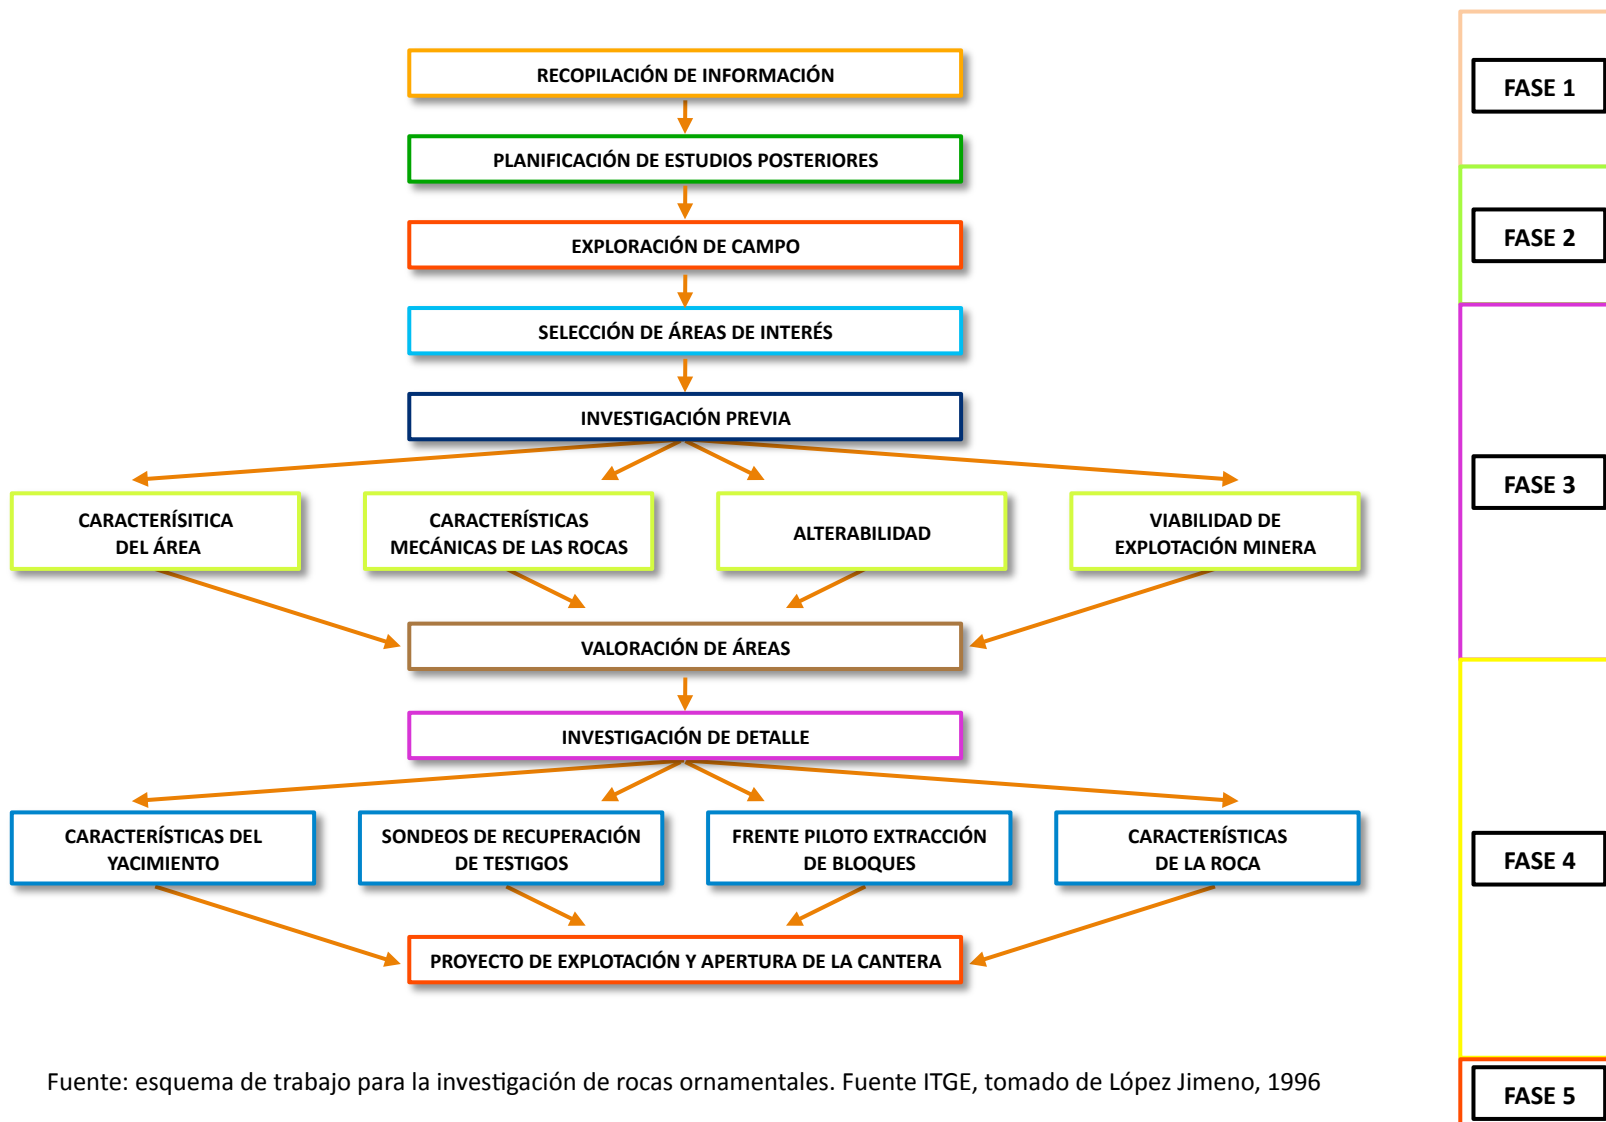 RECOPILACIÓN DE INFORMACIÓN
FASE 1
PLANIFICACIÓN DE ESTUDIOS POSTERIORES
EXPLORACIÓN DE CAMPO
FASE 2
SELECCIÓN DE ÁREAS DE INTERÉS
INVESTIGACIÓN PREVIA
FASE 3
CARACTERÍSITICA
DEL ÁREA
CARACTERÍSTICAS
MECÁNICAS DE LAS ROCAS
ALTERABILIDAD
VIABILIDAD DE
EXPLOTACIÓN MINERA
VALORACIÓN DE ÁREAS
INVESTIGACIÓN DE DETALLE
CARACTERÍSTICAS DEL
YACIMIENTO
SONDEOS DE RECUPERACIÓN
DE TESTIGOS
FRENTE PILOTO EXTRACCIÓN
DE BLOQUES
CARACTERÍSTICAS
DE LA ROCA
FASE 4
PROYECTO DE EXPLOTACIÓN Y APERTURA DE LA CANTERA
Fuente: esquema de trabajo para la investigación de rocas ornamentales. Fuente ITGE, tomado de López Jimeno, 1996
FASE 5